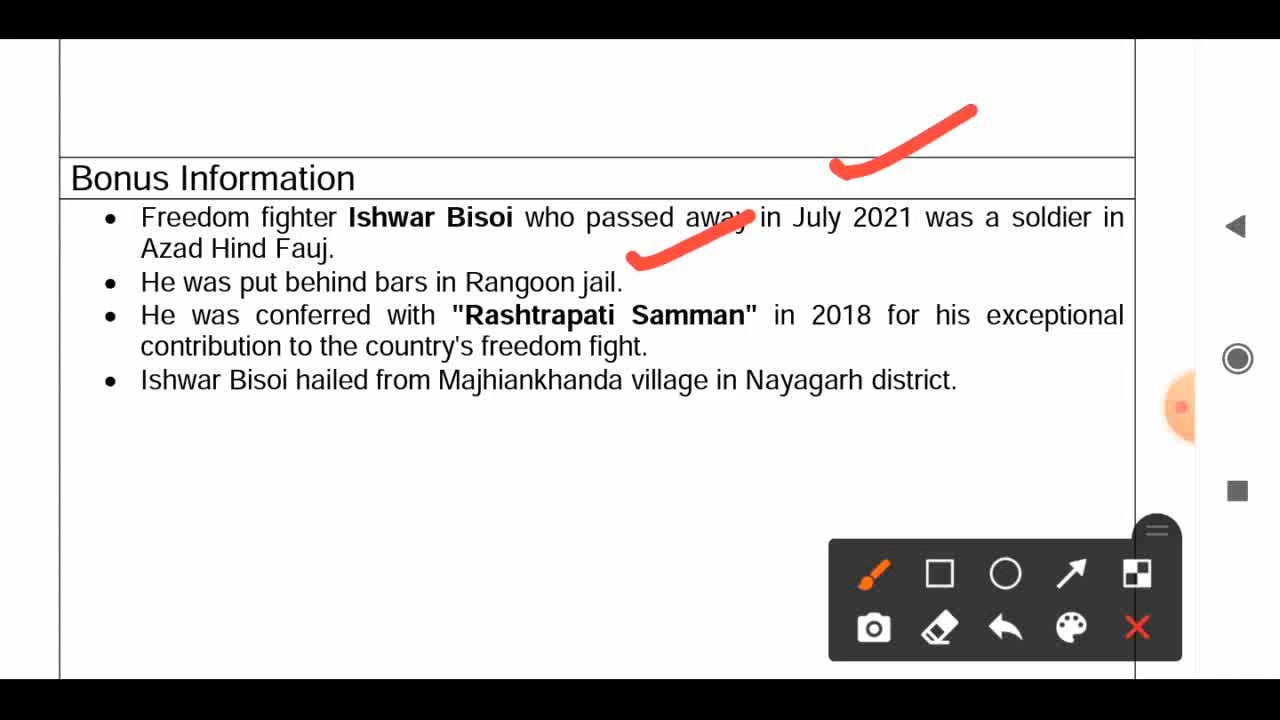 Bonus Information
• Freedom fighter Ishwar Bisoi who passed away in July 2021 was a soldier in
Azad Hind Fauj.
• He was put behind bars in Rangoon jail.
• He was conferred with "Rashtrapati Samman" in 2018 for his exceptional
contribution to the country's freedom fight.
• Ishwar Bisoi hailed from Majhiankhanda village in Nayagarh district.